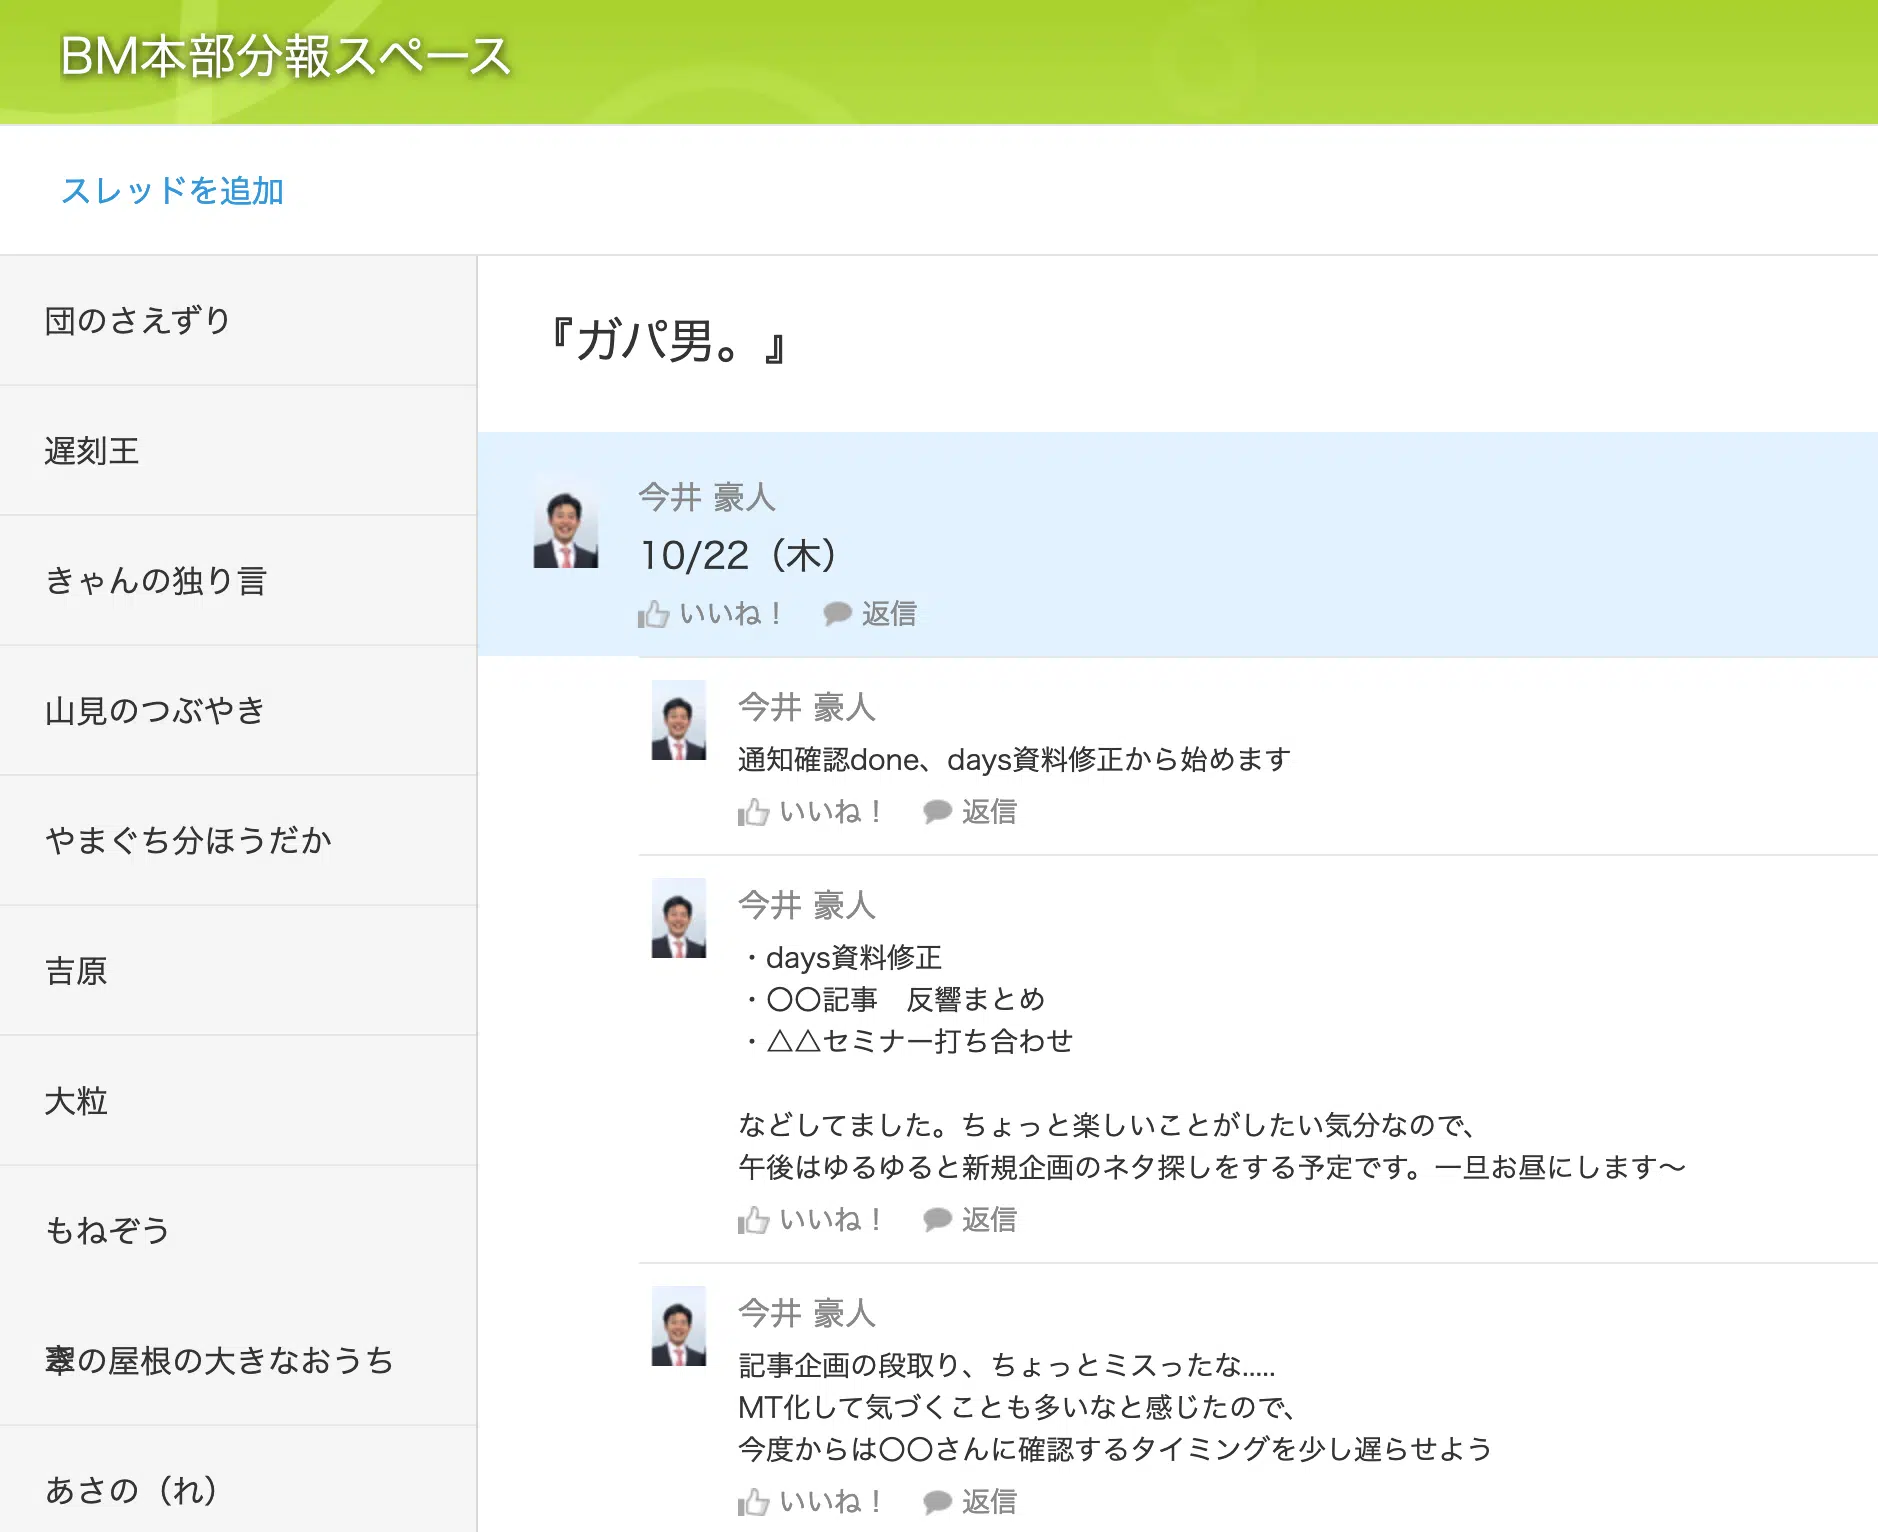 BM本部分報スペース
スレッドを追加
団のさえずり
遅刻王
きゃんの独り言
山見のつぶやき
やまぐち分ほうだか
吉原
大粒
もねぞう
の屋根の大きなおうち
あさの（れ）
『ガパ男。』
今井 豪人
10/22（木）
いいね！ 返信
今井 豪人
通知確認done、days資料修正から始めます
いいね！ 返信
今井 豪人
・days資料修正
・〇〇記事　反響まとめ
・△△セミナー打ち合わせ
などしてました。ちょっと楽しいことがしたい気分なので、
午後はゆるゆると新規企画のネタ探しをする予定です。一旦お昼にします〜
いいね！ 返信
今井 豪人
記事企画の段取り、ちょっとミスったな.....
MT化して気づくことも多いなと感じたので、
今度からは〇〇さんに確認するタイミングを少し遅らせよう
いいね！ 返信